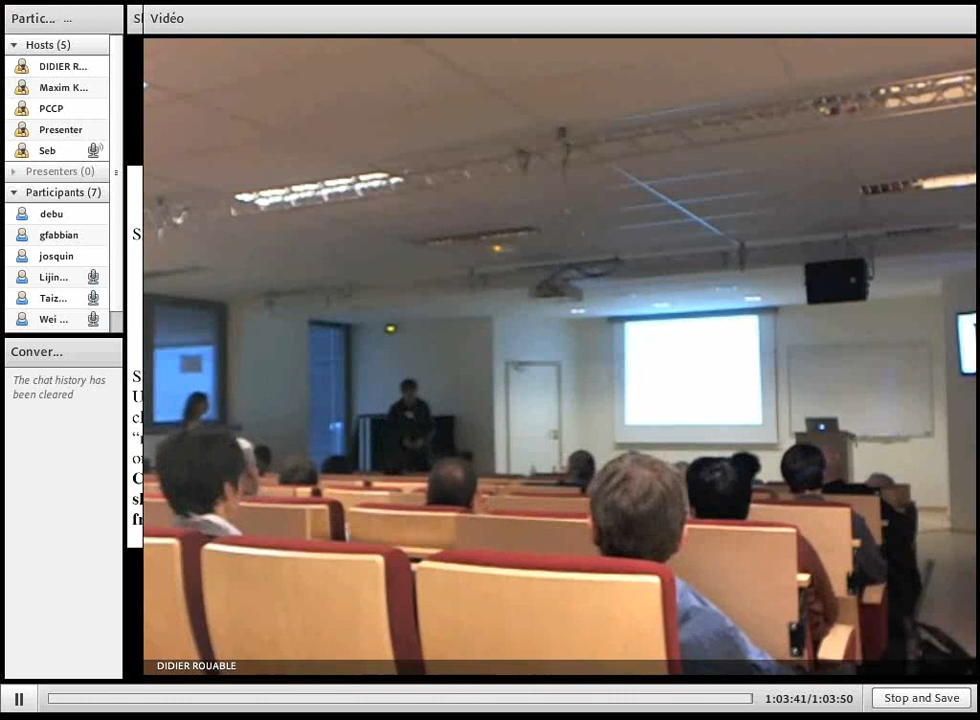 Partic... ...
Hosts (5)
DIDIER R...
Maxim K...
PCCP
Presenter
Seb
Presenters (0)
Participants (7)
debu
gfabbian
josquin
Lijin...
Taiz...
Wei ...
Conver...
The chat history has
been cleared
Vidéo
DIDIER ROUABLE
1:03:41/1:03:50
Stop and Save